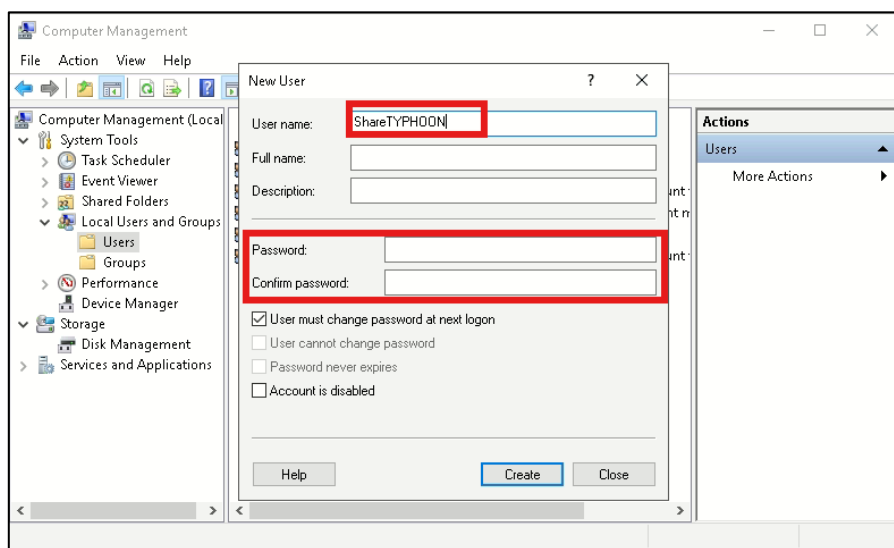 Computer Management
File Action View Help
Computer Management (Local
System Tools
Task Scheduler
Event Viewer
Shared Folders
Local Users and Groups
Users
Groups
Performance
Device Manager
Storage
Disk Management
Services and Applications
New User
?
User name: ShareTYPHOON
Full name:
Description:
Password:
Confirm password:
User must change password at next logon
User cannot change password
Password never expires
Account is disabled
Help Create Close
Actions
Users
More Actions